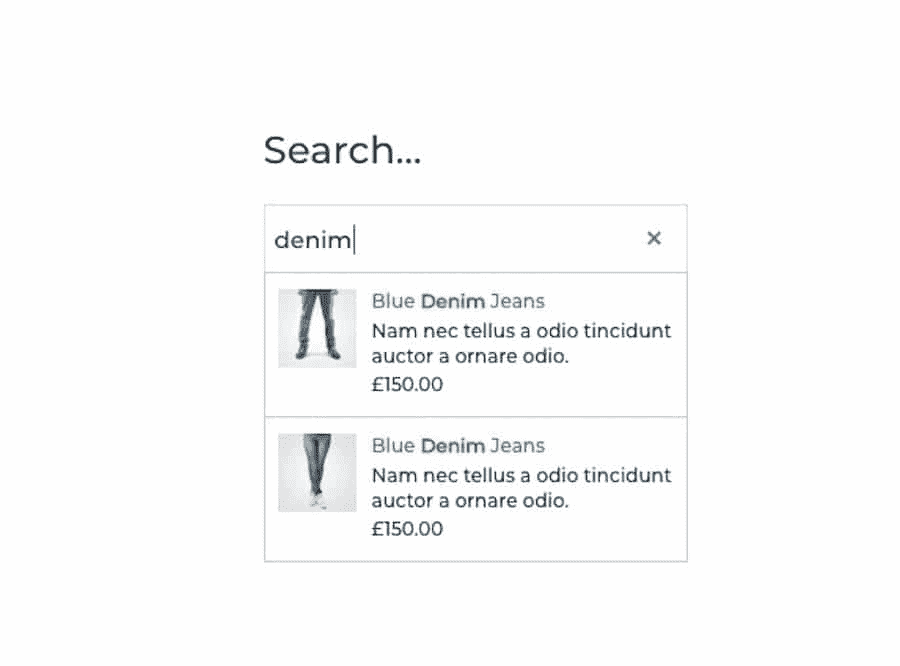 Search...
denim
Blue Denim Jeans
Nam nec tellus a odio tincidunt
auctor a ornare odio.
£150.00
Blue Denim Jeans
Nam nec tellus a odio tincidunt
auctor a ornare odio.
£150.00